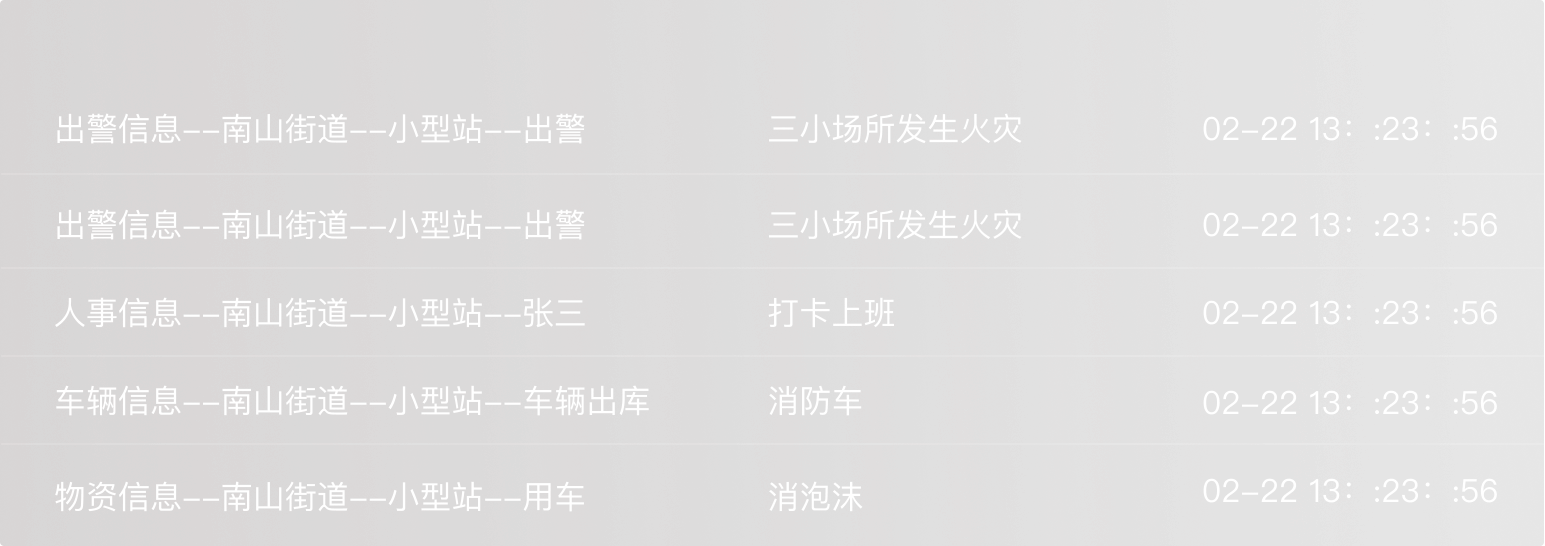 出警信息--南山街道--小型站--出警 三小场所发生火灾 02-22 13：:23：:56
出警信息--南山街道--小型站--出警 三小场所发生火灾 02-22 13：:23：:56
人事信息--南山街道--小型站--张三 打卡上班 02-22 13：:23：:56
车辆信息--南山街道--小型站--车辆出库 消防车 02-22 13：:23：:56
物资信息--南山街道--小型站--用车 消泡沫 02-22 13：:23：:56